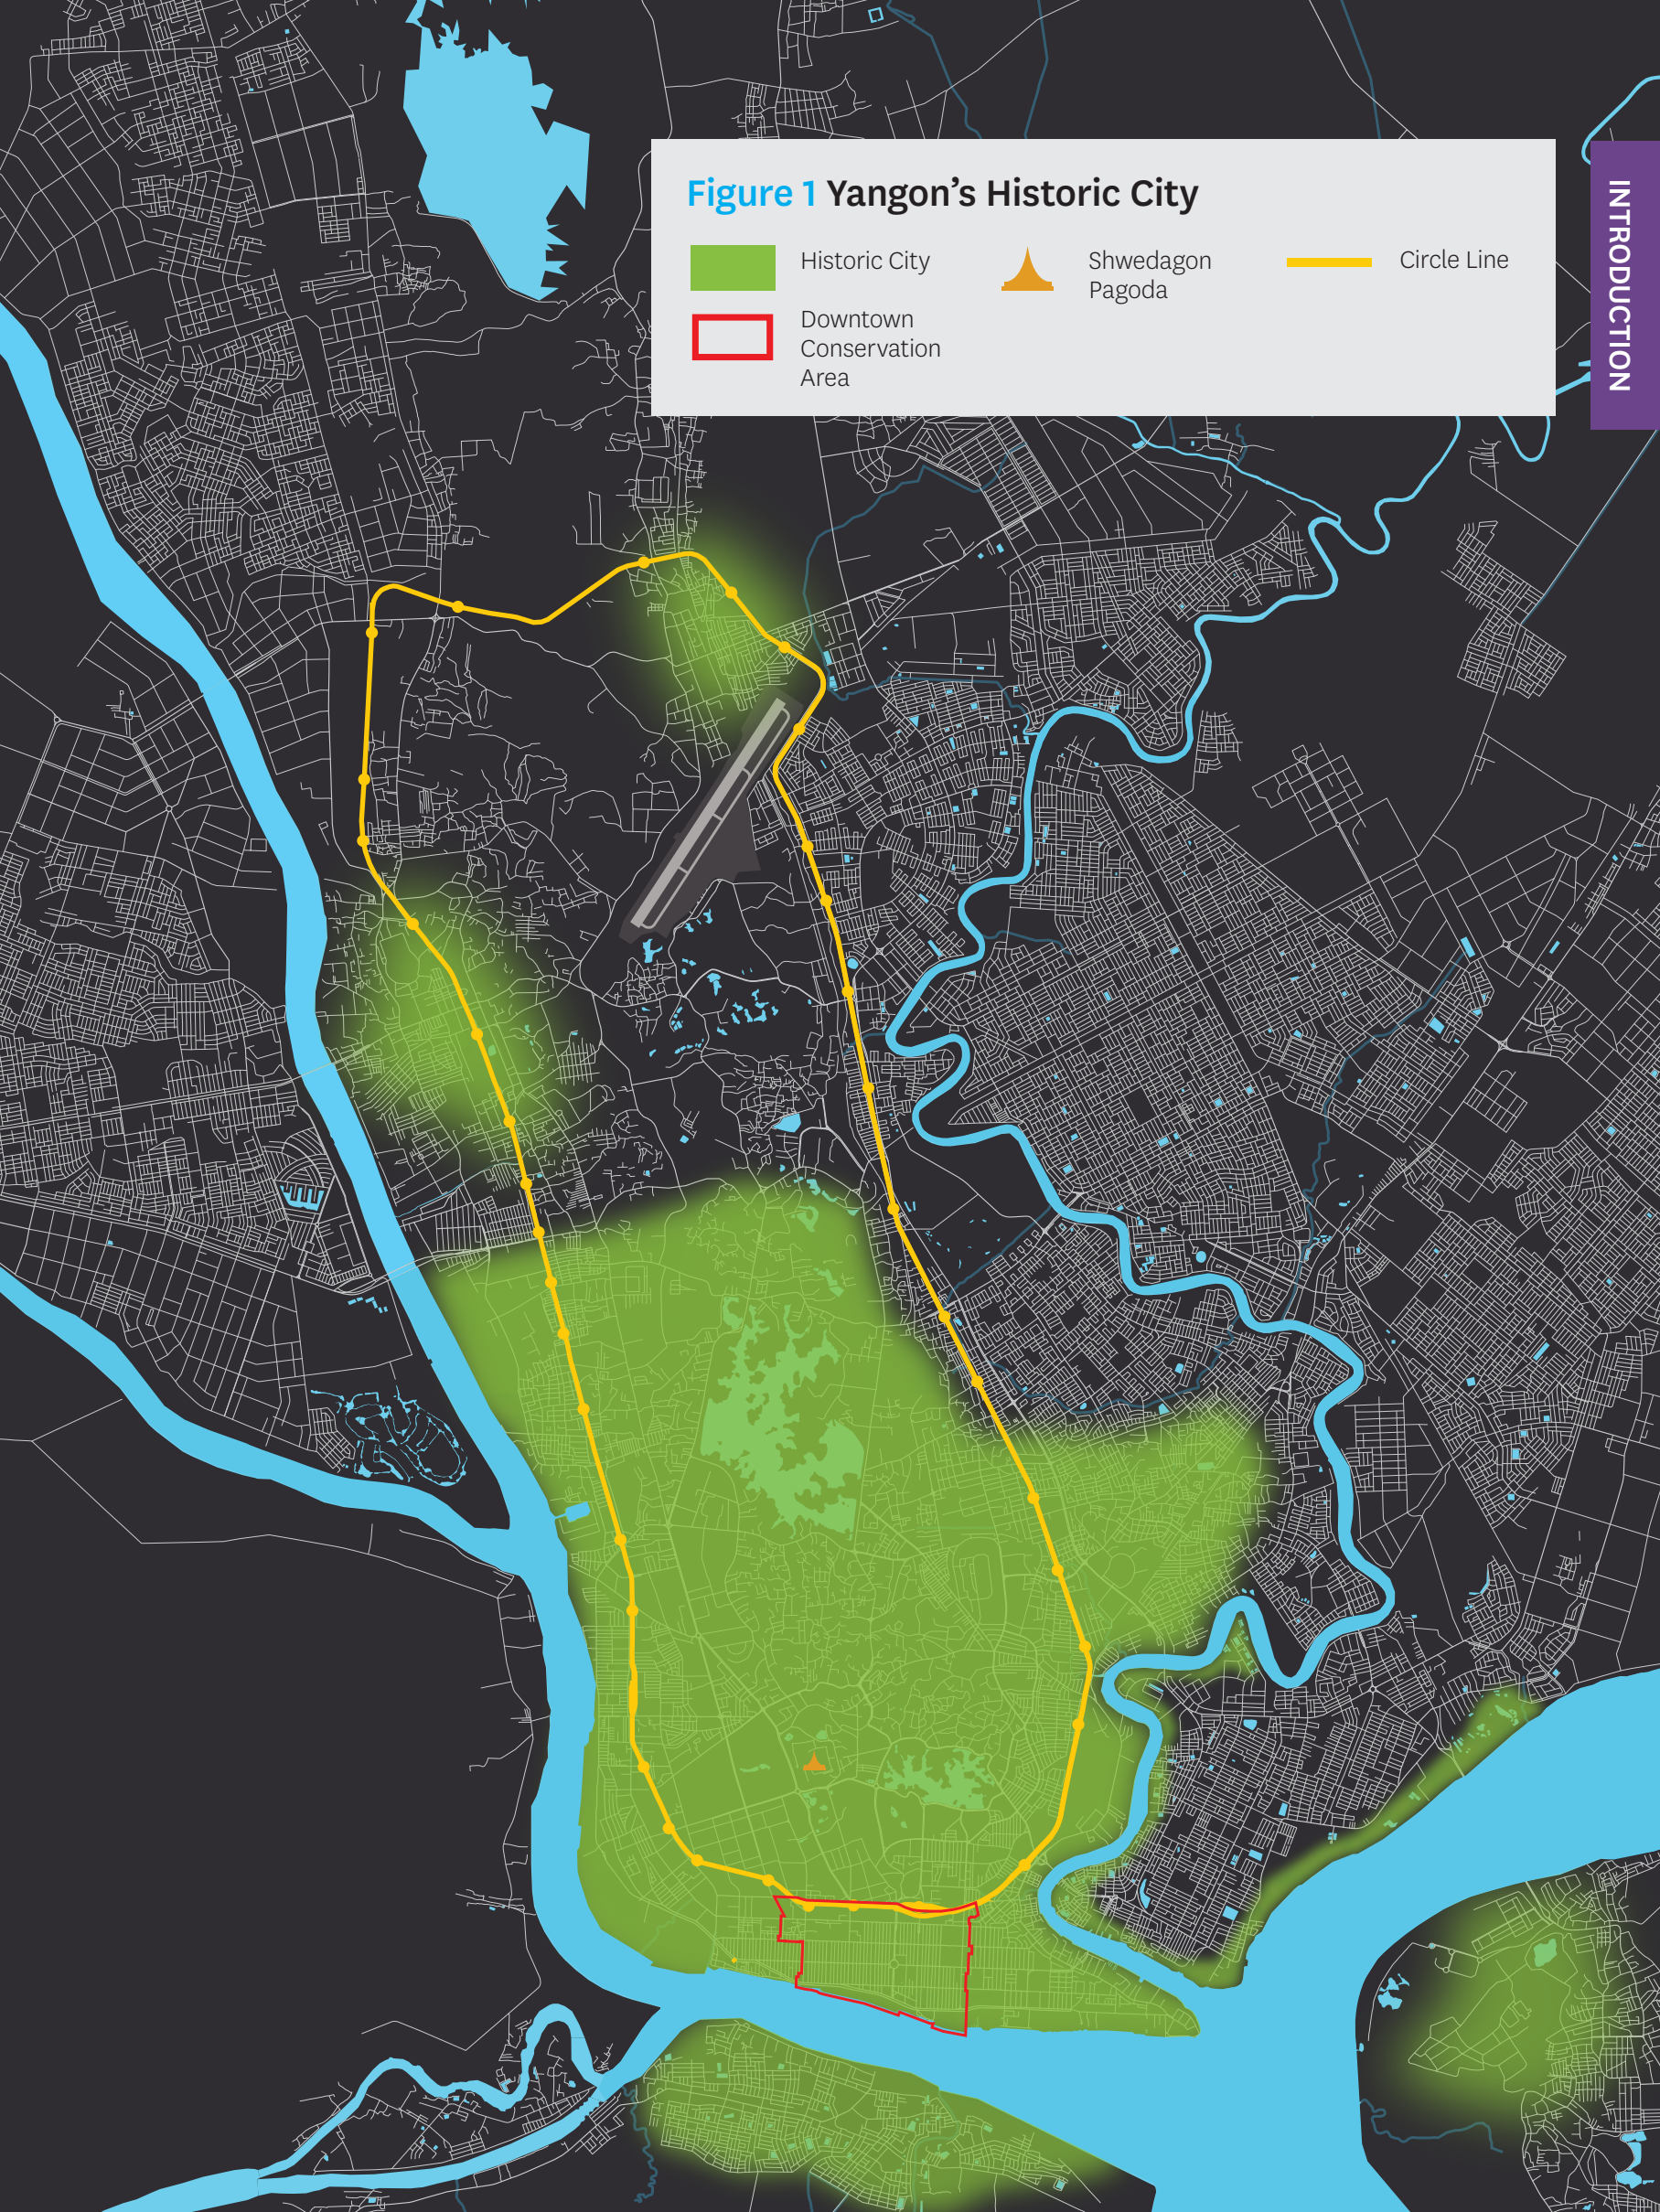 Figure 1 Yangon’s Historic City
Historic City
Shwedagon
Pagoda
Circle Line
Downtown
Conservation
Area
INTRODUCTION